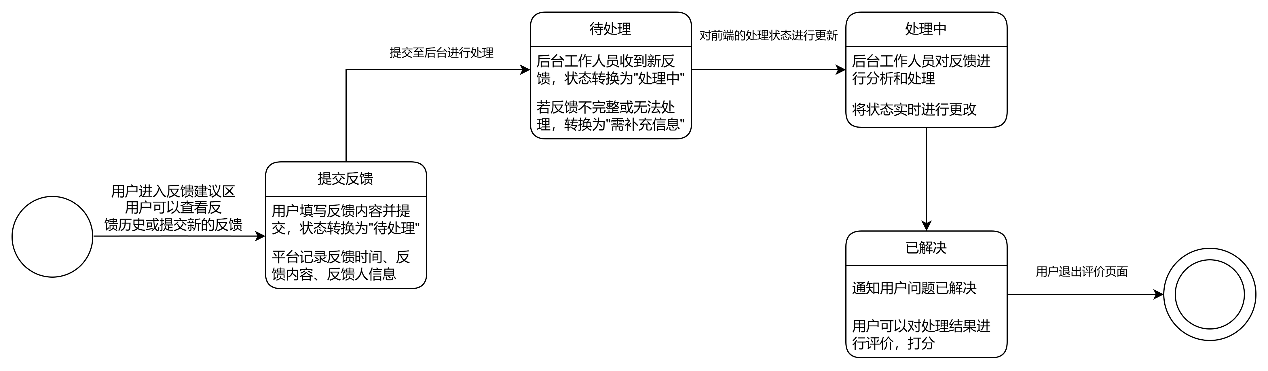 用户进入反馈建议区
用户可以查看反
馈历史或提交新的反馈
提交反馈
用户填写反馈内容并提
交，状态转换为"待处理"
平台记录反馈时间、反
馈内容、反馈人信息
提交至后台进行处理
待处理
后台工作人员收到新反
馈，状态转换为"处理中"
若反馈不完整或无法处
理，转换为"需补充信息"
对前端的处理状态进行更新
处理中
后台工作人员对反馈进
行分析和处理
将状态实时进行更改
已解决
通知用户问题已解决
用户可以对处理结果进
行评价，打分
用户退出评价页面